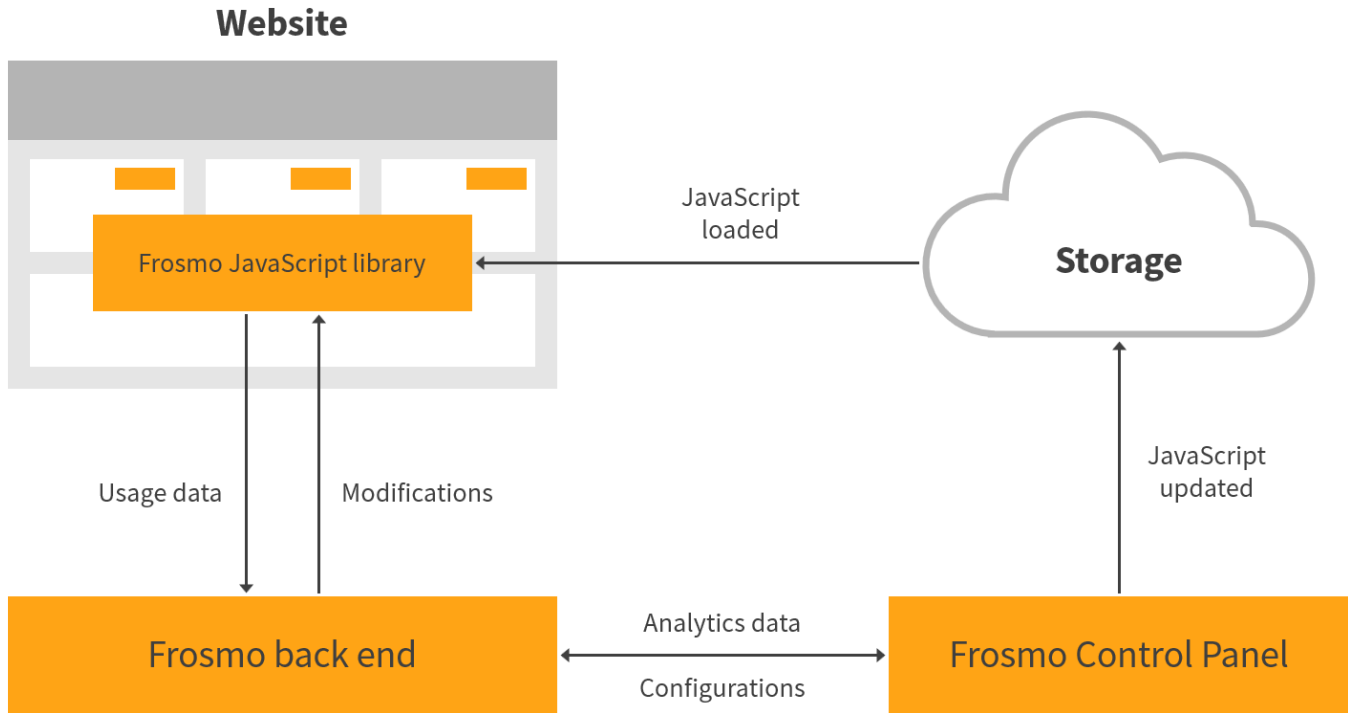 Website
JavaScript
loaded
Frosmo JavaScript library
Storage
JavaScript
updated
Usage data
Modifications
Analytics data
Frosmo back end
Frosmo Control Panel
Configurations